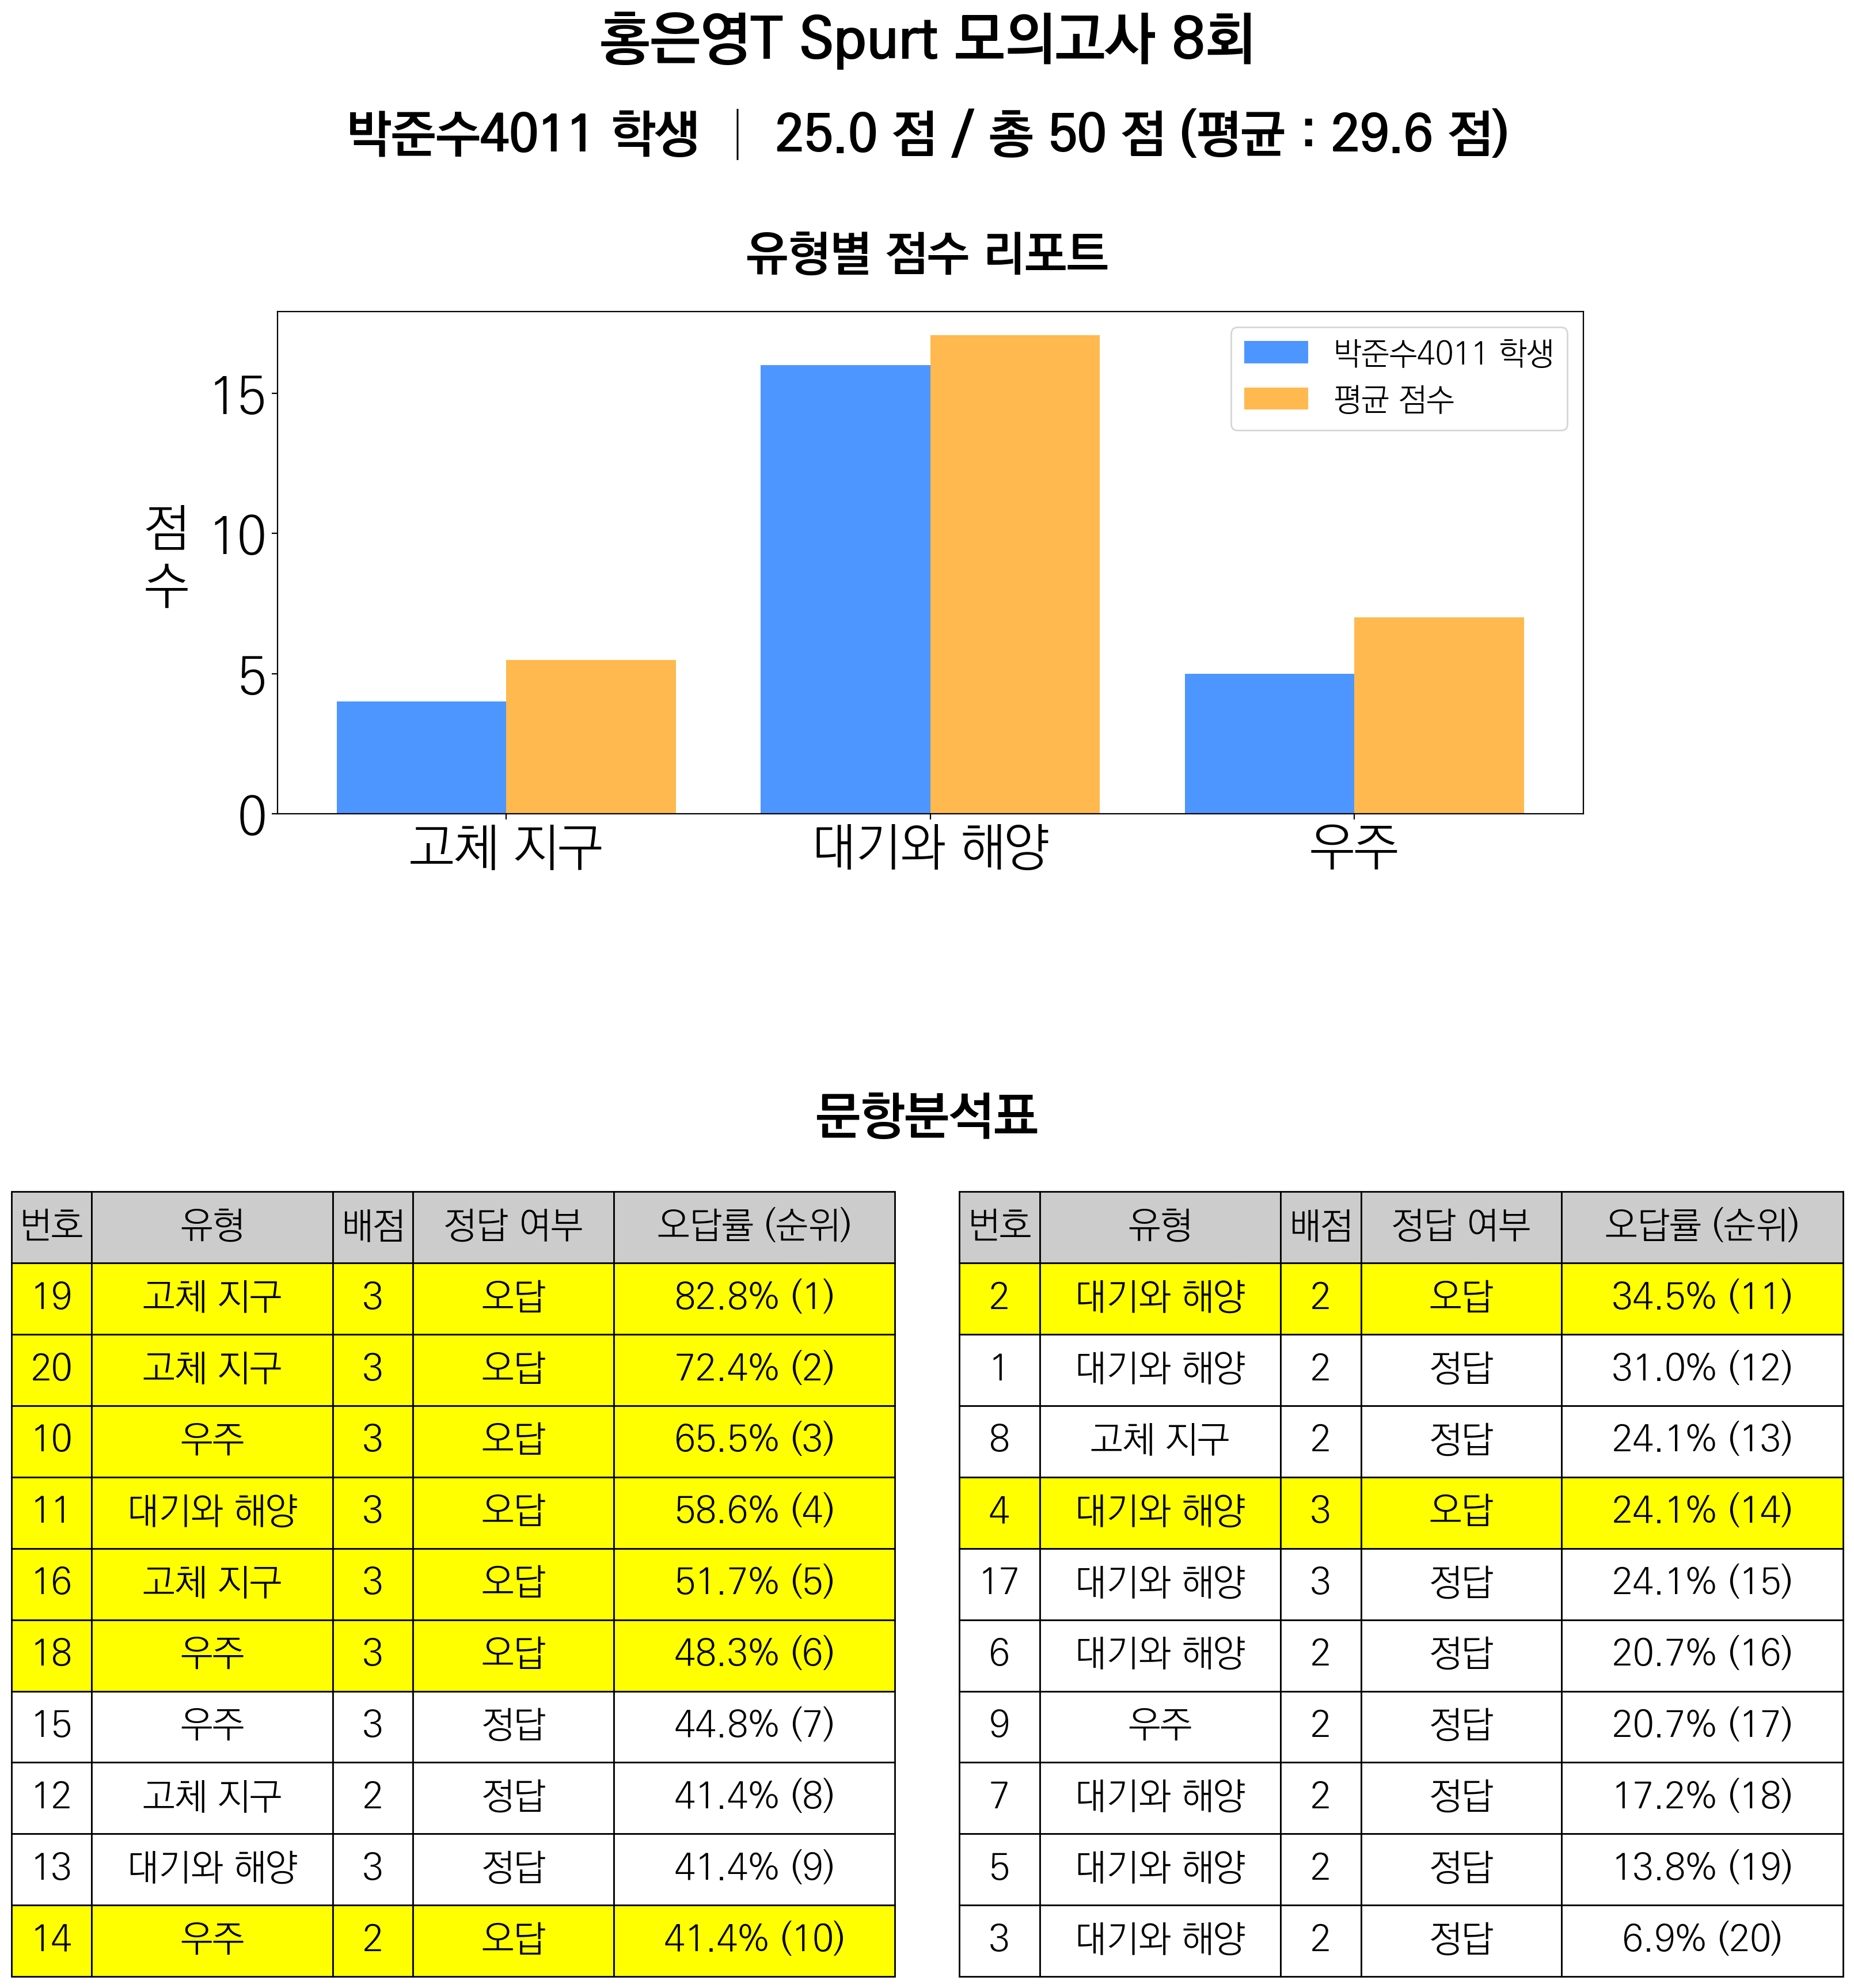 홍은영T Spurt 모의고사 8회
박준수4011 학생 │ 25.0 점 / 총 50 점 (평균 : 29.6 점)
유형별 점수 리포트
박준수4011 학생
평균 점수
점
수
15
10
5
0
고체 지구 대기와 해양 우주
문항분석표
번호 유형 배점 정답 여부 오답률 (순위)
19 고체 지구 3 오답 82.8% (1)
20 고체 지구 3 오답 72.4% (2)
10 우주 3 오답 65.5% (3)
11 대기와 해양 3 오답 58.6% (4)
16 고체 지구 3 오답 51.7% (5)
18 우주 3 오답 48.3% (6)
15 우주 3 정답 44.8% (7)
12 고체 지구 2 정답 41.4% (8)
13 대기와 해양 3 정답 41.4% (9)
14 우주 2 오답 41.4% (10)
번호 유형 배점 정답 여부 오답률 (순위)
2 대기와 해양 2 오답 34.5% (11)
1 대기와 해양 2 정답 31.0% (12)
8 고체 지구 2 정답 24.1% (13)
4 대기와 해양 3 오답 24.1% (14)
17 대기와 해양 3 정답 24.1% (15)
6 대기와 해양 2 정답 20.7% (16)
9 우주 2 정답 20.7% (17)
7 대기와 해양 2 정답 17.2% (18)
5 대기와 해양 2 정답 13.8% (19)
3 대기와 해양 2 정답 6.9% (20)